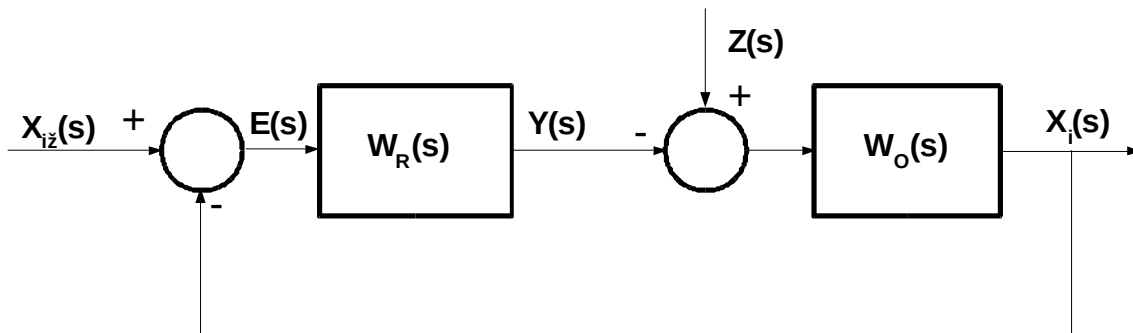 Z(s)
X_iž(s) + E(s) W_R(s) Y(s) - + W_O(s) X_i(s)
-